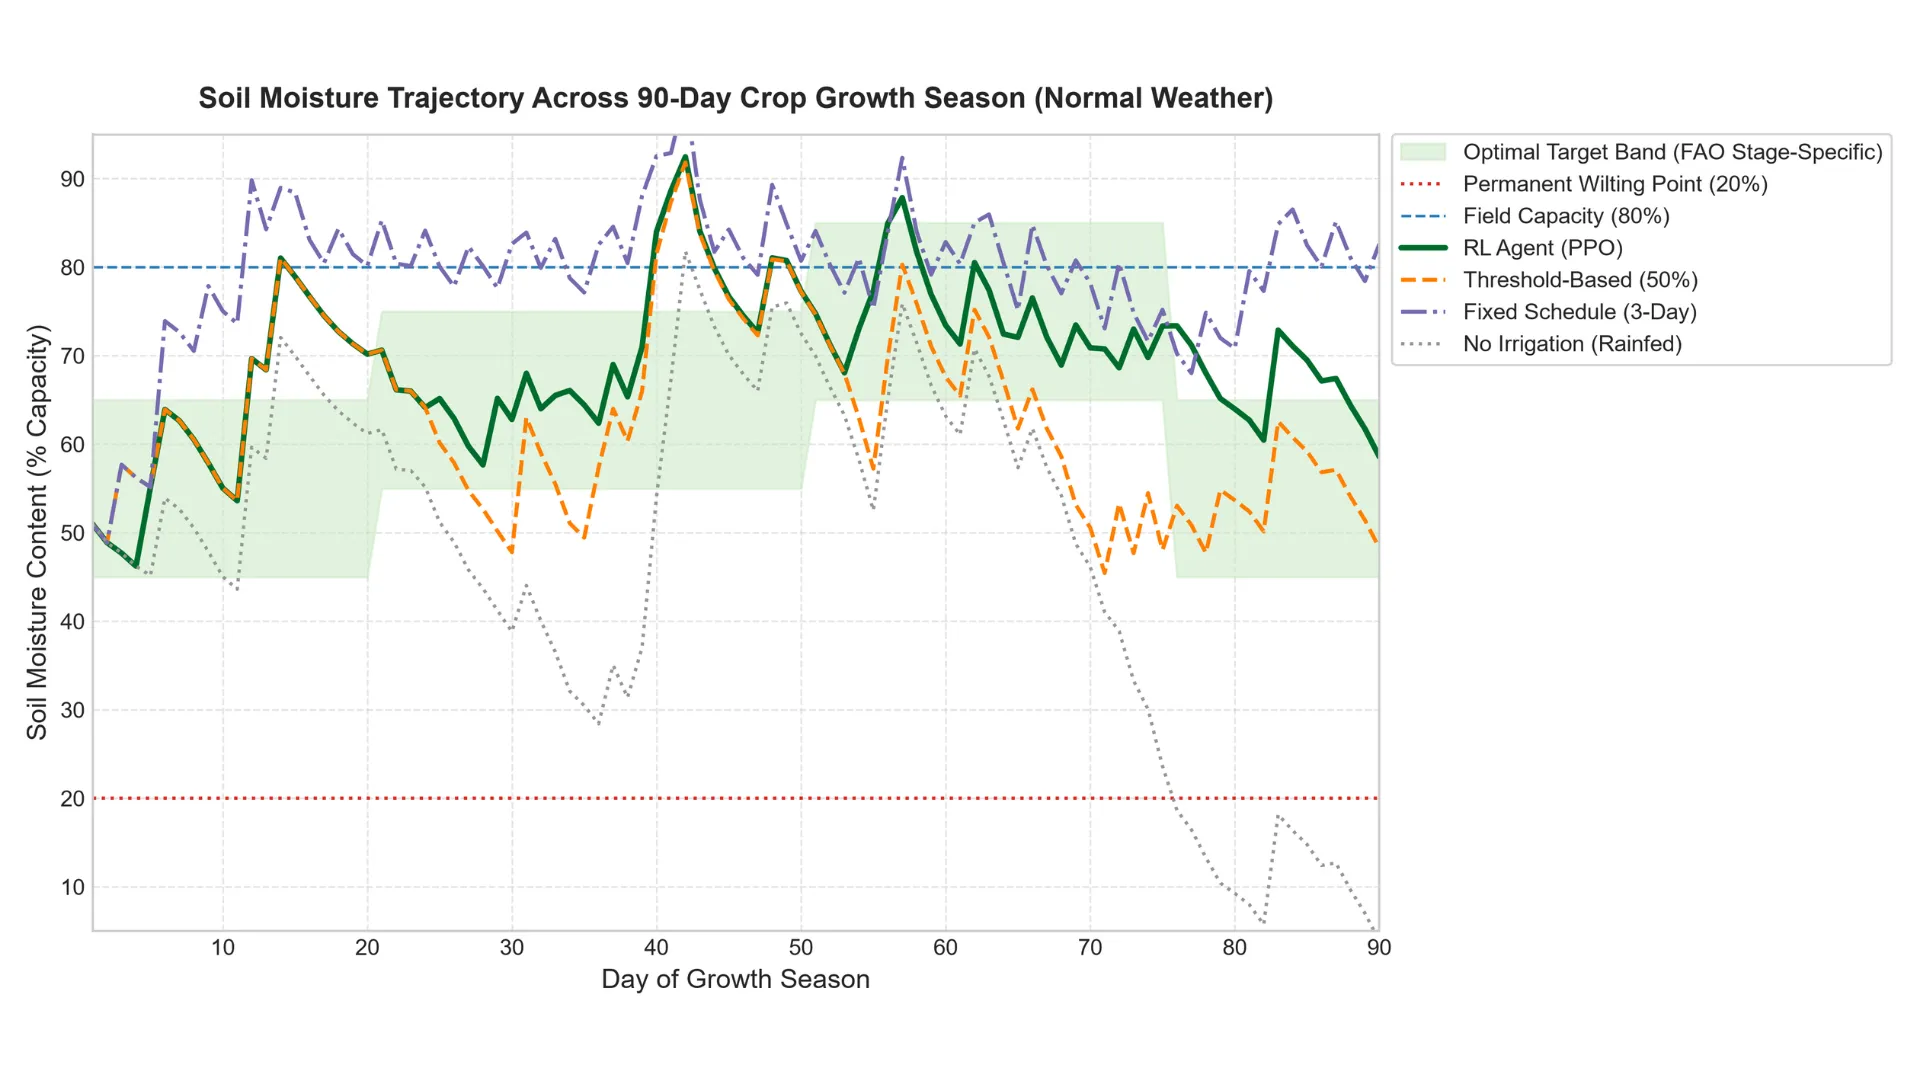 Soil Moisture Trajectory Across 90-Day Crop Growth Season (Normal Weather)
Soil Moisture Content (% Capacity)
90
80
70
60
50
40
30
20
10
10 20 30 40 50 60 70 80 90
Day of Growth Season
Optimal Target Band (FAO Stage-Specific)
Permanent Wilting Point (20%)
Field Capacity (80%)
RL Agent (PPO)
Threshold-Based (50%)
Fixed Schedule (3-Day)
No Irrigation (Rainfed)